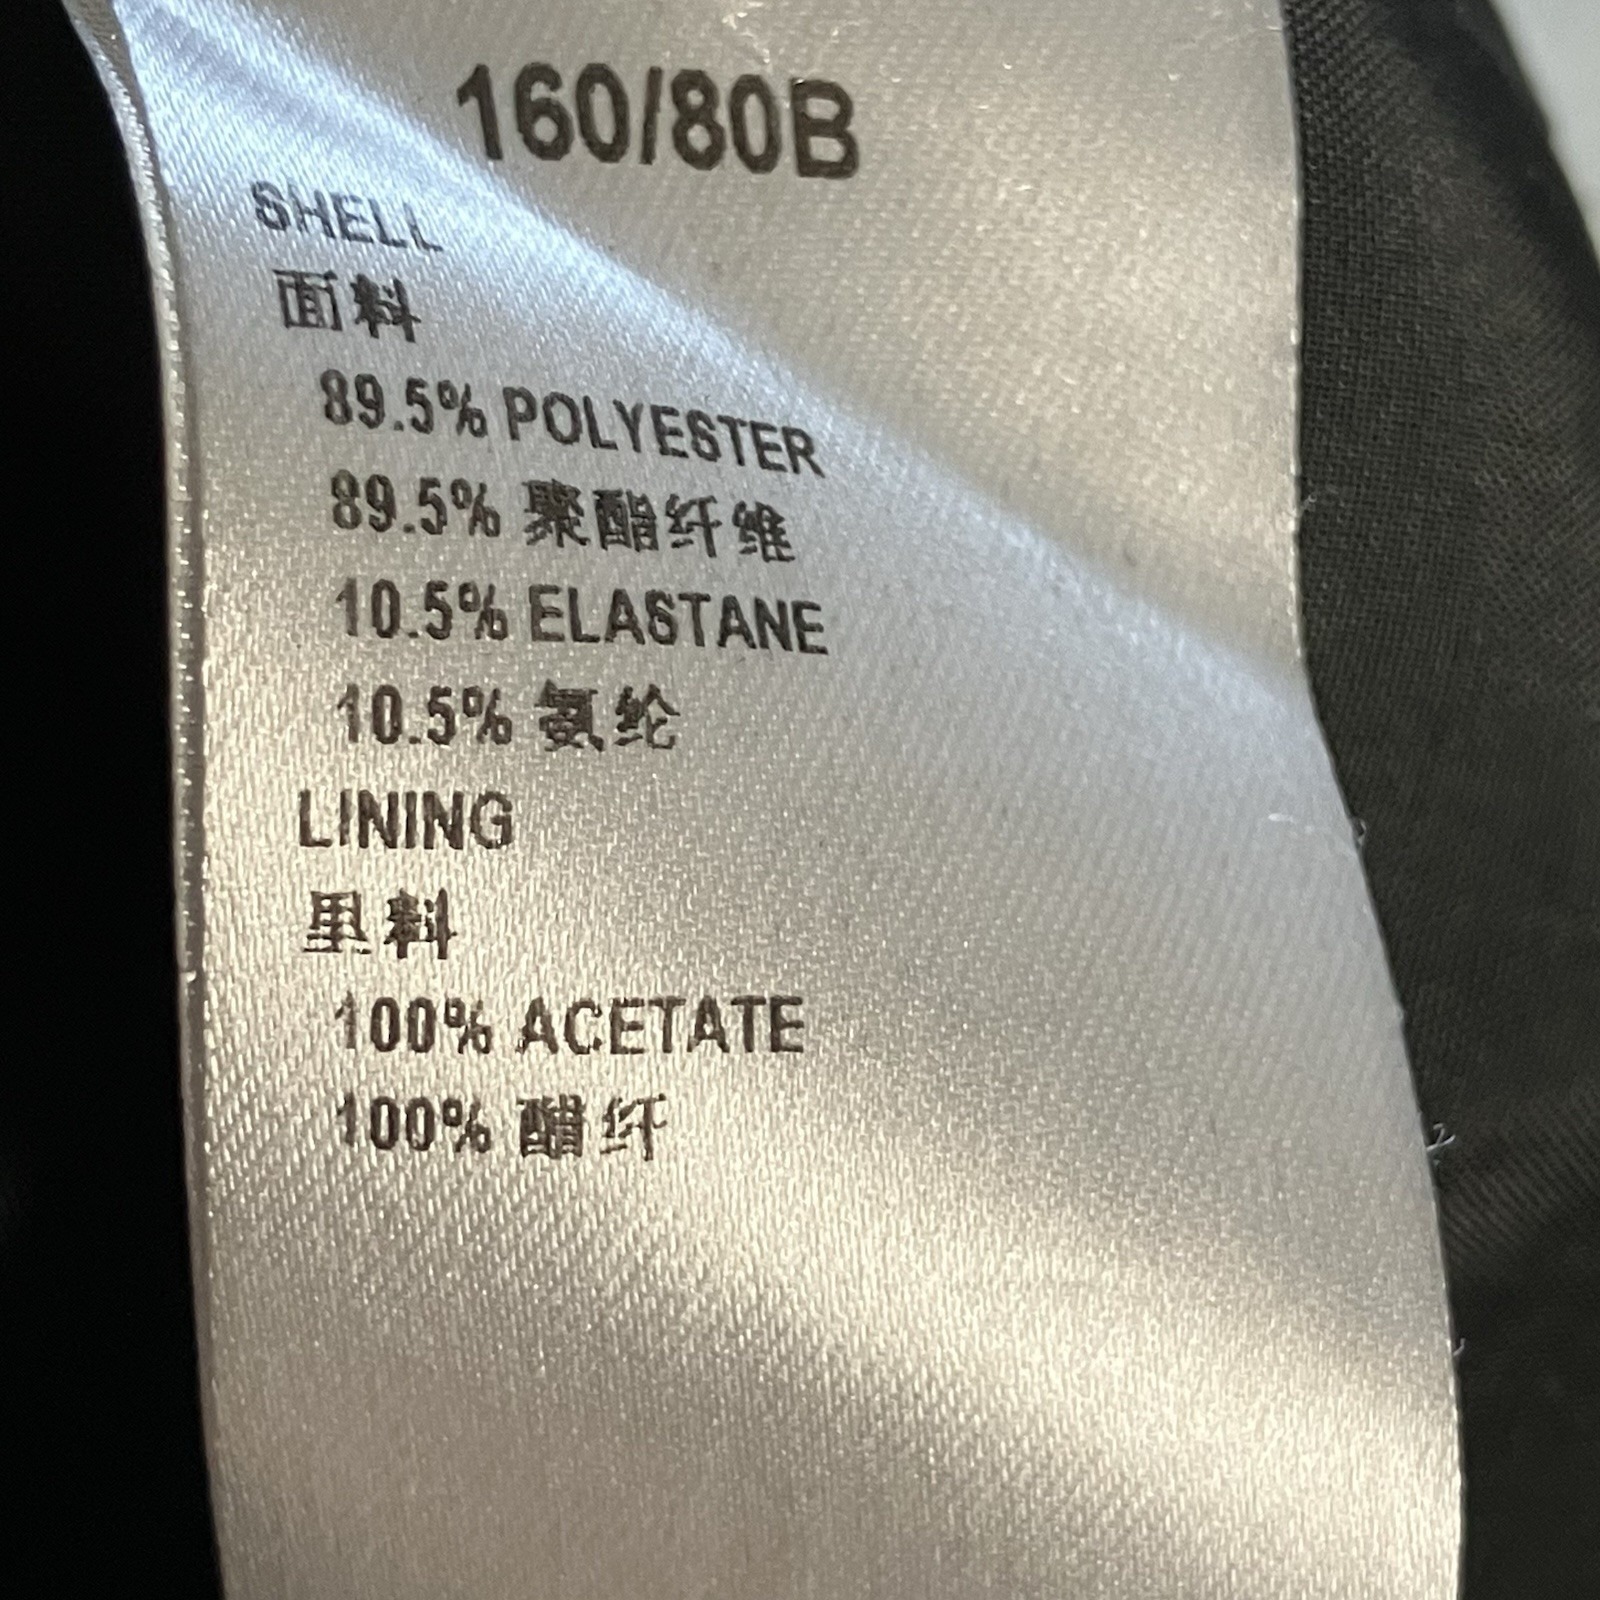 160/80B
SHELL
面料
89.5% POLYESTER
89.5% 聚酯纤维
10.5% ELASTANE
10.5% 氨纶
LINING
里料
100% ACETATE
100% 醋纤